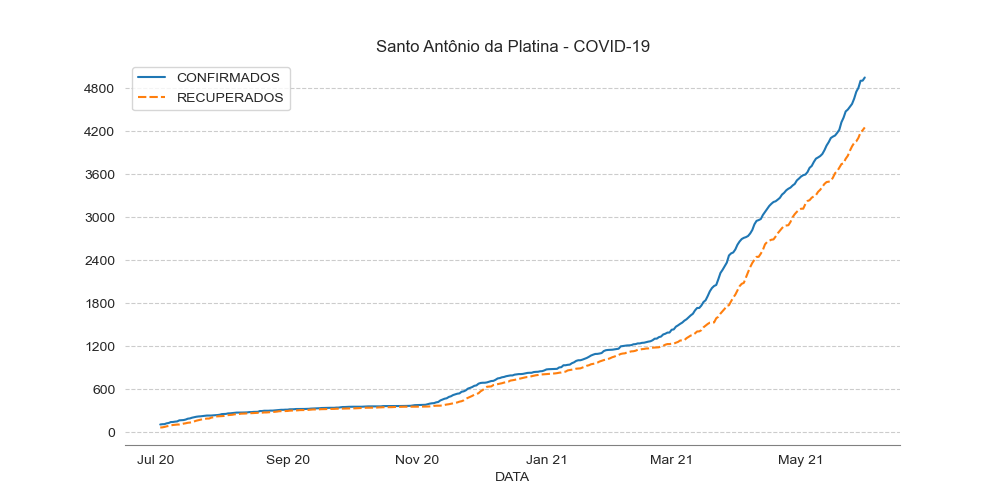 Santo Antônio da Platina - COVID-19
CONFIRMADOS
RECUPERADOS
4800
4200
3600
3000
2400
1800
1200
600
0
Jul 20 Sep 20 Nov 20 Jan 21 Mar 21 May 21
DATA